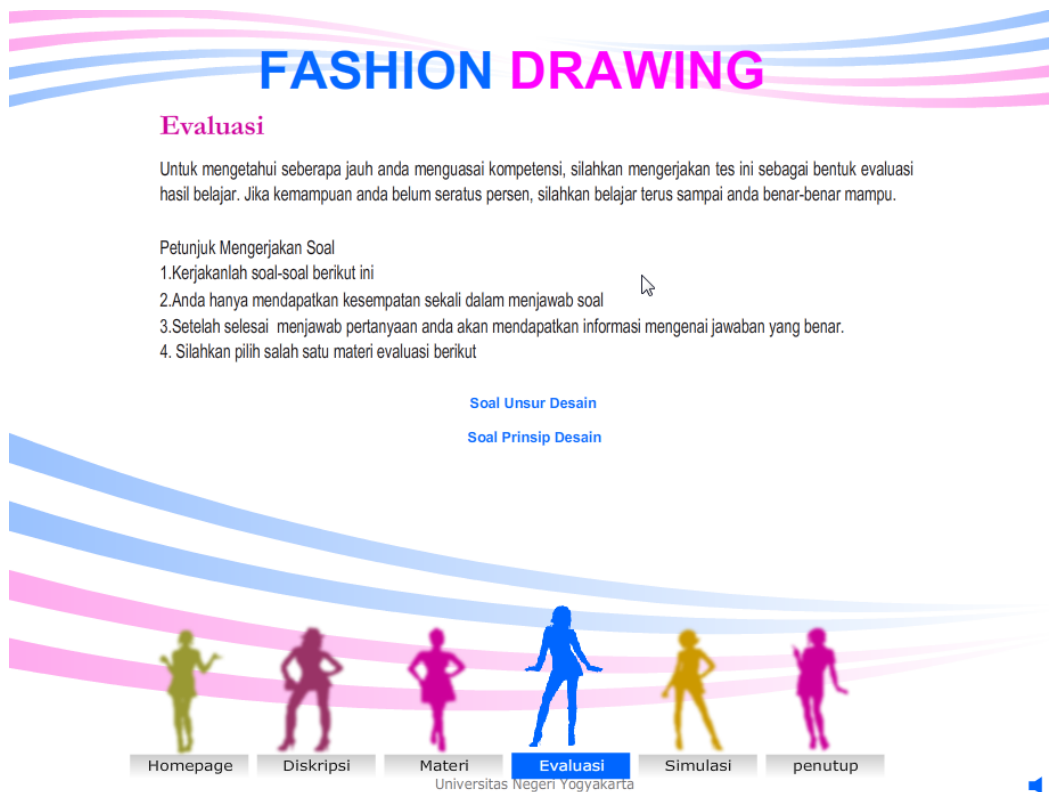 FASHION DRAWING
Evaluasi
Untuk mengetahui seberapa jauh anda menguasai kompetensi, silahkan mengerjakan tes ini sebagai bentuk evaluasi
hasil belajar. Jika kemampuan anda belum seratus persen, silahkan belajar terus sampai anda benar-benar mampu.
Petunjuk Mengerjakan Soal
1.Kerjakanlah soal-soal berikut ini
2.Anda hanya mendapatkan kesempatan sekali dalam menjawab soal
3.Setelah selesai menjawab pertanyaan anda akan mendapatkan informasi mengenai jawaban yang benar.
4. Silahkan pilih salah satu materi evaluasi berikut
Soal Unsur Desain
Soal Prinsip Desain
Homepage Diskripsi Materi Evaluasi Simulasi penutup
Universitas Negeri Yogyakarta